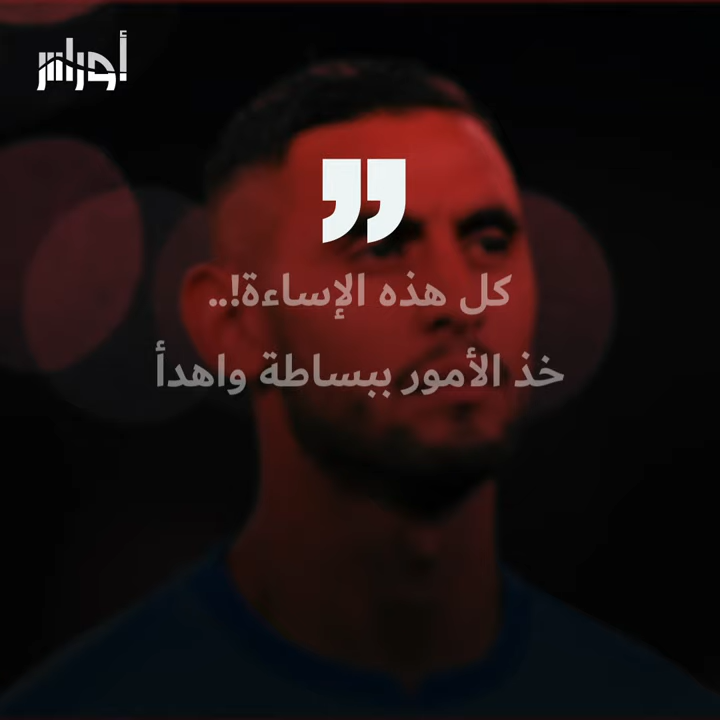 أوراس
كل هذه الإساءة!..
خذ الأمور ببساطة واهدأ